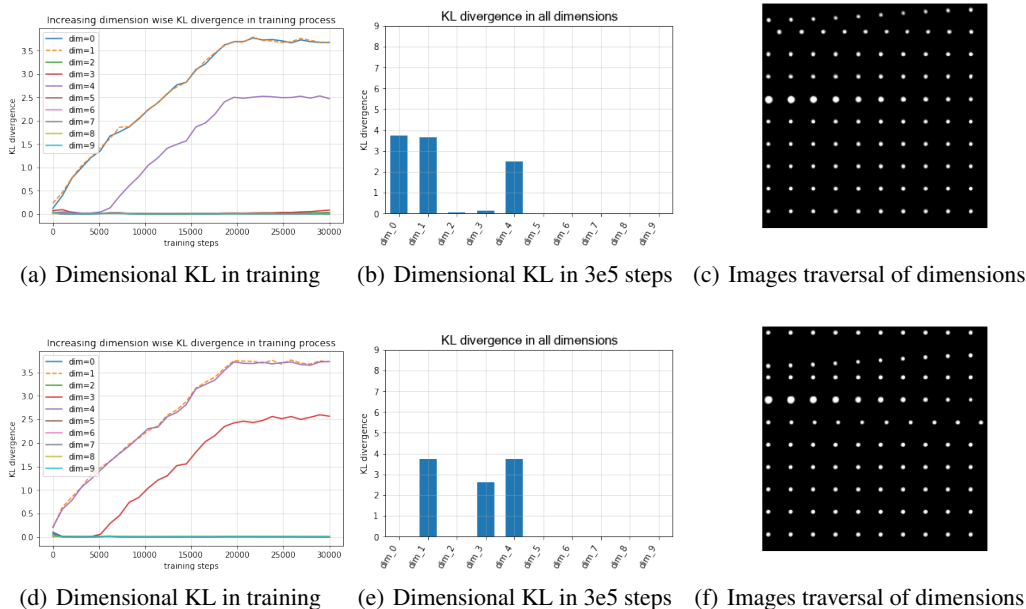 Increasing dimension wise KL divergence in training process
KL divergence
3.5
3.0
2.5
2.0
1.5
1.0
0.5
0.0
dim=0
dim=1
dim=2
dim=3
dim=4
dim=5
dim=6
dim=7
dim=8
dim=9
0 5000 10000 15000 20000 25000 30000
training steps
KL divergence in all dimensions
KL divergence
9
8
7
6
5
4
3
2
1
0
dim_0 dim_1 dim_2 dim_3 dim_4 dim_5 dim_6 dim_7 dim_8 dim_9
(a) Dimensional KL in training (b) Dimensional KL in 3e5 steps (c) Images traversal of dimensions
Increasing dimension wise KL divergence in training process
KL divergence
3.5
3.0
2.5
2.0
1.5
1.0
0.5
0.0
dim=0
dim=1
dim=2
dim=3
dim=4
dim=5
dim=6
dim=7
dim=8
dim=9
0 5000 10000 15000 20000 25000 30000
training steps
KL divergence in all dimensions
KL divergence
9
8
7
6
5
4
3
2
1
0
dim_0 dim_1 dim_2 dim_3 dim_4 dim_5 dim_6 dim_7 dim_8 dim_9
(d) Dimensional KL in training (e) Dimensional KL in 3e5 steps (f) Images traversal of dimensions